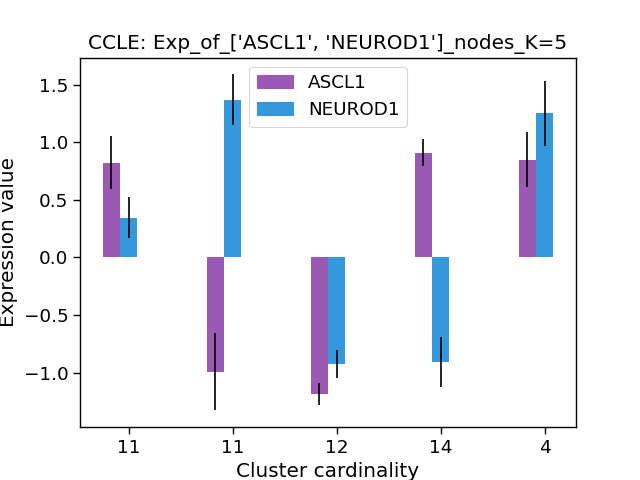 CCLE: Exp_of_['ASCL1', 'NEUROD1']_nodes_K=5
ASCL1
NEUROD1
Expression value
1.5
1.0
0.5
0.0
−0.5
−1.0
11
11
12
14
4
Cluster cardinality